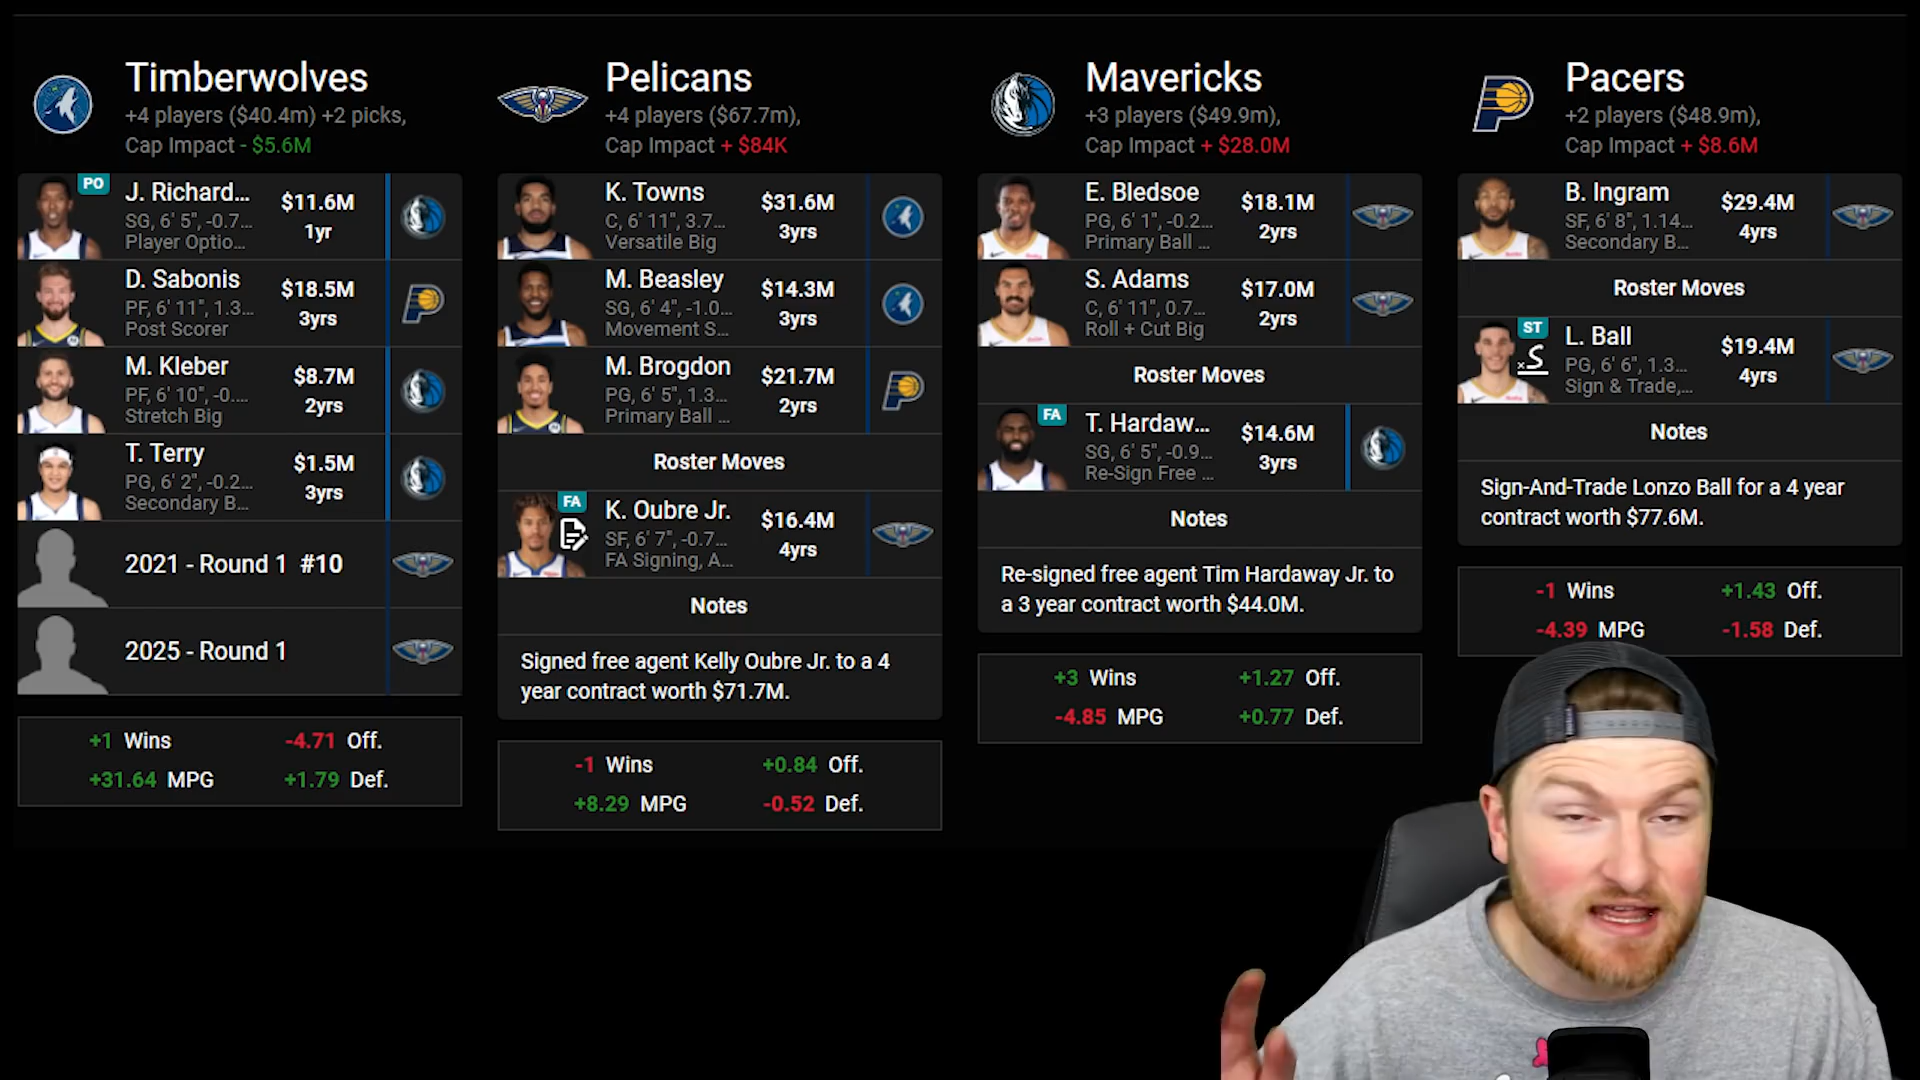 Timberwolves
+4 players ($40.4m) +2 picks,
Cap Impact - $5.6M
PO
J. Richard... $11.6M
SG, 6' 5", -0.7...
1yr
Player Optio...
D. Sabonis $18.5M
PF, 6' 11", 1.3...
3yrs
Post Scorer
M. Kleber $8.7M
PF, 6' 10", -0....
2yrs
Stretch Big
T. Terry $1.5M
PG, 6' 2", -0.2...
3yrs
Secondary B...
2021 - Round 1 #10
2025 - Round 1
+1 Wins -4.71 Off.
+31.64 MPG +1.79 Def.
Pelicans
+4 players ($67.7m),
Cap Impact + $84K
K. Towns $31.6M
C, 6' 11", 3.7...
3yrs
Versatile Big
M. Beasley $14.3M
SG, 6' 4", -1.0...
3yrs
Movement S...
M. Brogdon $21.7M
PG, 6' 5", 1.3...
2yrs
Primary Ball ...
Roster Moves
FA
K. Oubre Jr. $16.4M
SF, 6' 7", -0.7...
4yrs
FA Signing, A...
Notes
Signed free agent Kelly Oubre Jr. to a 4
year contract worth $71.7M.
-1 Wins +0.84 Off.
+8.29 MPG -0.52 Def.
Mavericks
+3 players ($49.9m),
Cap Impact + $28.0M
E. Bledsoe $18.1M
PG, 6' 1", -0.2...
2yrs
Primary Ball ...
S. Adams $17.0M
C, 6' 11", 0.7...
2yrs
Roll + Cut Big
Roster Moves
FA
T. Hardaw... $14.6M
SG, 6' 5", -0.9...
3yrs
Re-Sign Free ...
Notes
Re-signed free agent Tim Hardaway Jr. to
a 3 year contract worth $44.0M.
+3 Wins +1.27 Off.
-4.85 MPG +0.77 Def.
Pacers
+2 players ($48.9m),
Cap Impact + $8.6M
B. Ingram $29.4M
SF, 6' 8", 1.14...
4yrs
Secondary B...
Roster Moves
ST
L. Ball $19.4M
PG, 6' 6", 1.3...
4yrs
Sign & Trade,...
Notes
Sign-And-Trade Lonzo Ball for a 4 year
contract worth $77.6M.
-1 Wins +1.43 Off.
-4.39 MPG -1.58 Def.